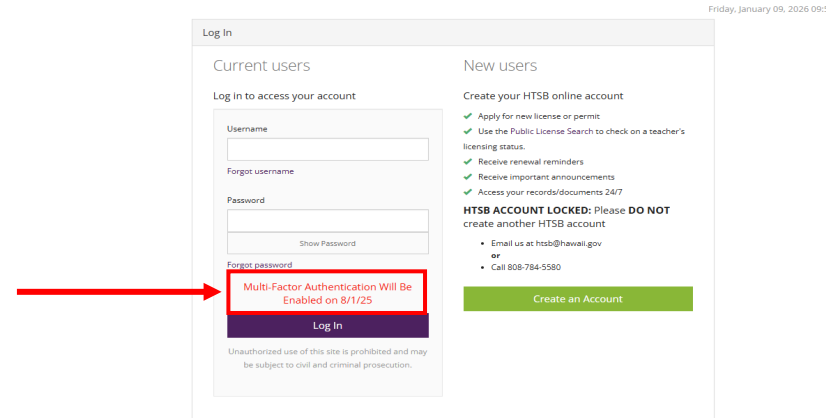 Friday, January 09, 2026 09:
Log In
Current users
Log in to access your account
Username
Forgot username
Password
Show Password
Forgot password
Multi-Factor Authentication Will Be
Enabled on 8/1/25
Log In
Unauthorized use of this site is prohibited and may
be subject to civil and criminal prosecution.
New users
Create your HTSB online account
Apply for new license or permit
Use the Public License Search to check on a teacher's
licensing status.
Receive renewal reminders
Receive important announcements
Access your records/documents 24/7
HTSB ACCOUNT LOCKED: Please DO NOT
create another HTSB account
Email us at htsb@hawaii.gov
or
Call 808-784-5580
Create an Account